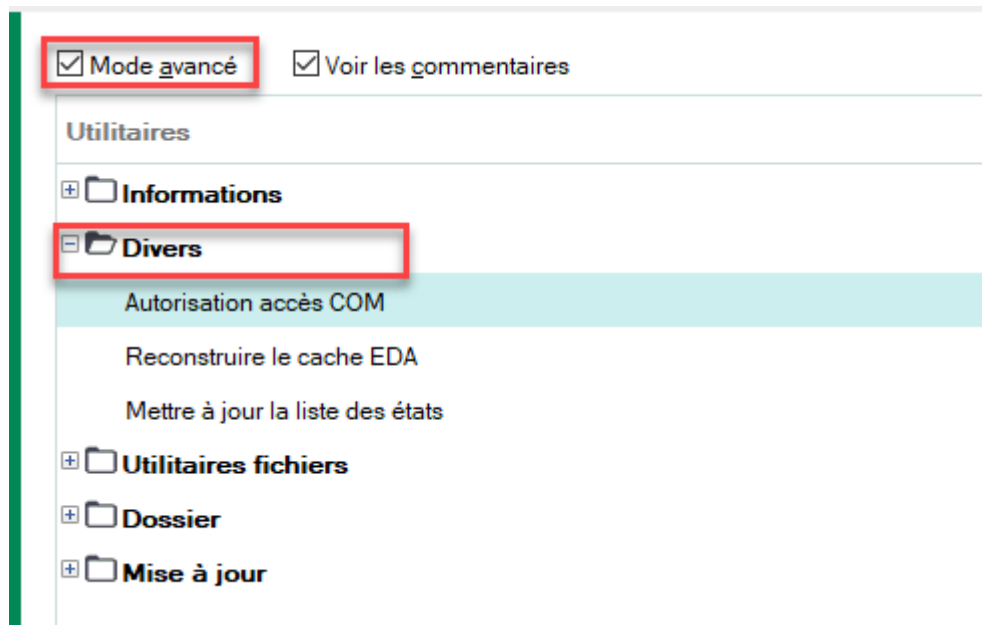 Mode avancé Voir les commentaires
Utilitaires
Informations
Divers
Autorisation accès COM
Reconstruire le cache EDA
Mettre à jour la liste des états
Utilitaires fichiers
Dossier
Mise à jour